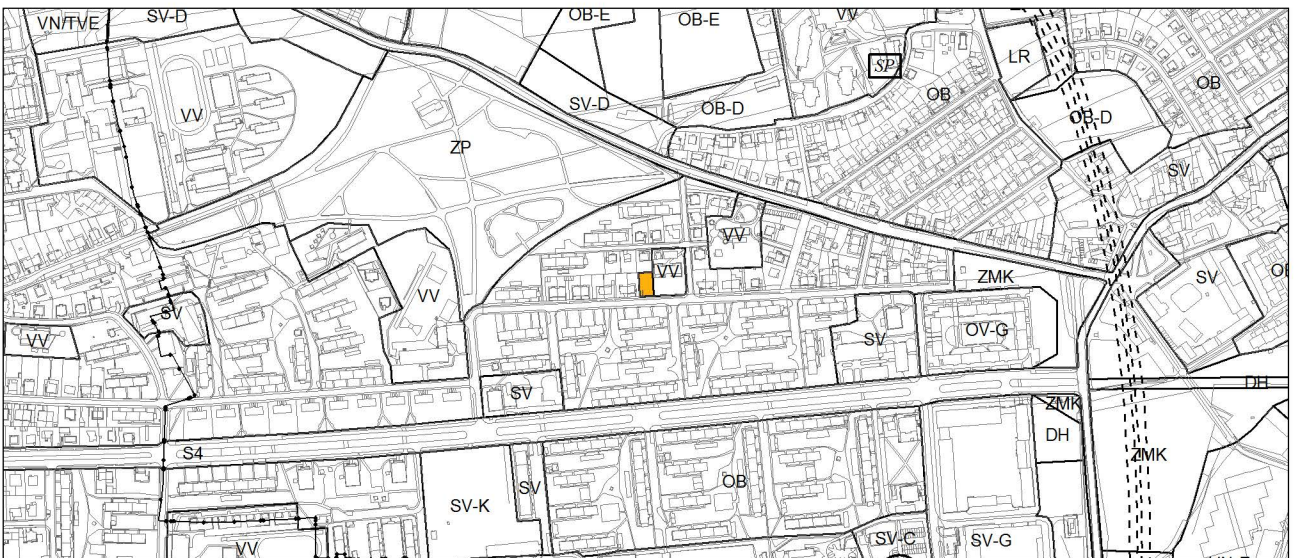 VN/TVE
SV-D
OB-E
OB-E
VV
SP
LR
OB
OB
VV
SV-D
OB-D
OB-D
ZP
SV
VV
VV
VV
ZMK
SV
SV
VV
SV
OV-G
SV
DH
ZMK
DH
S4
ZMK
OB
SV-K
SV
VV
SV-C
SV-G